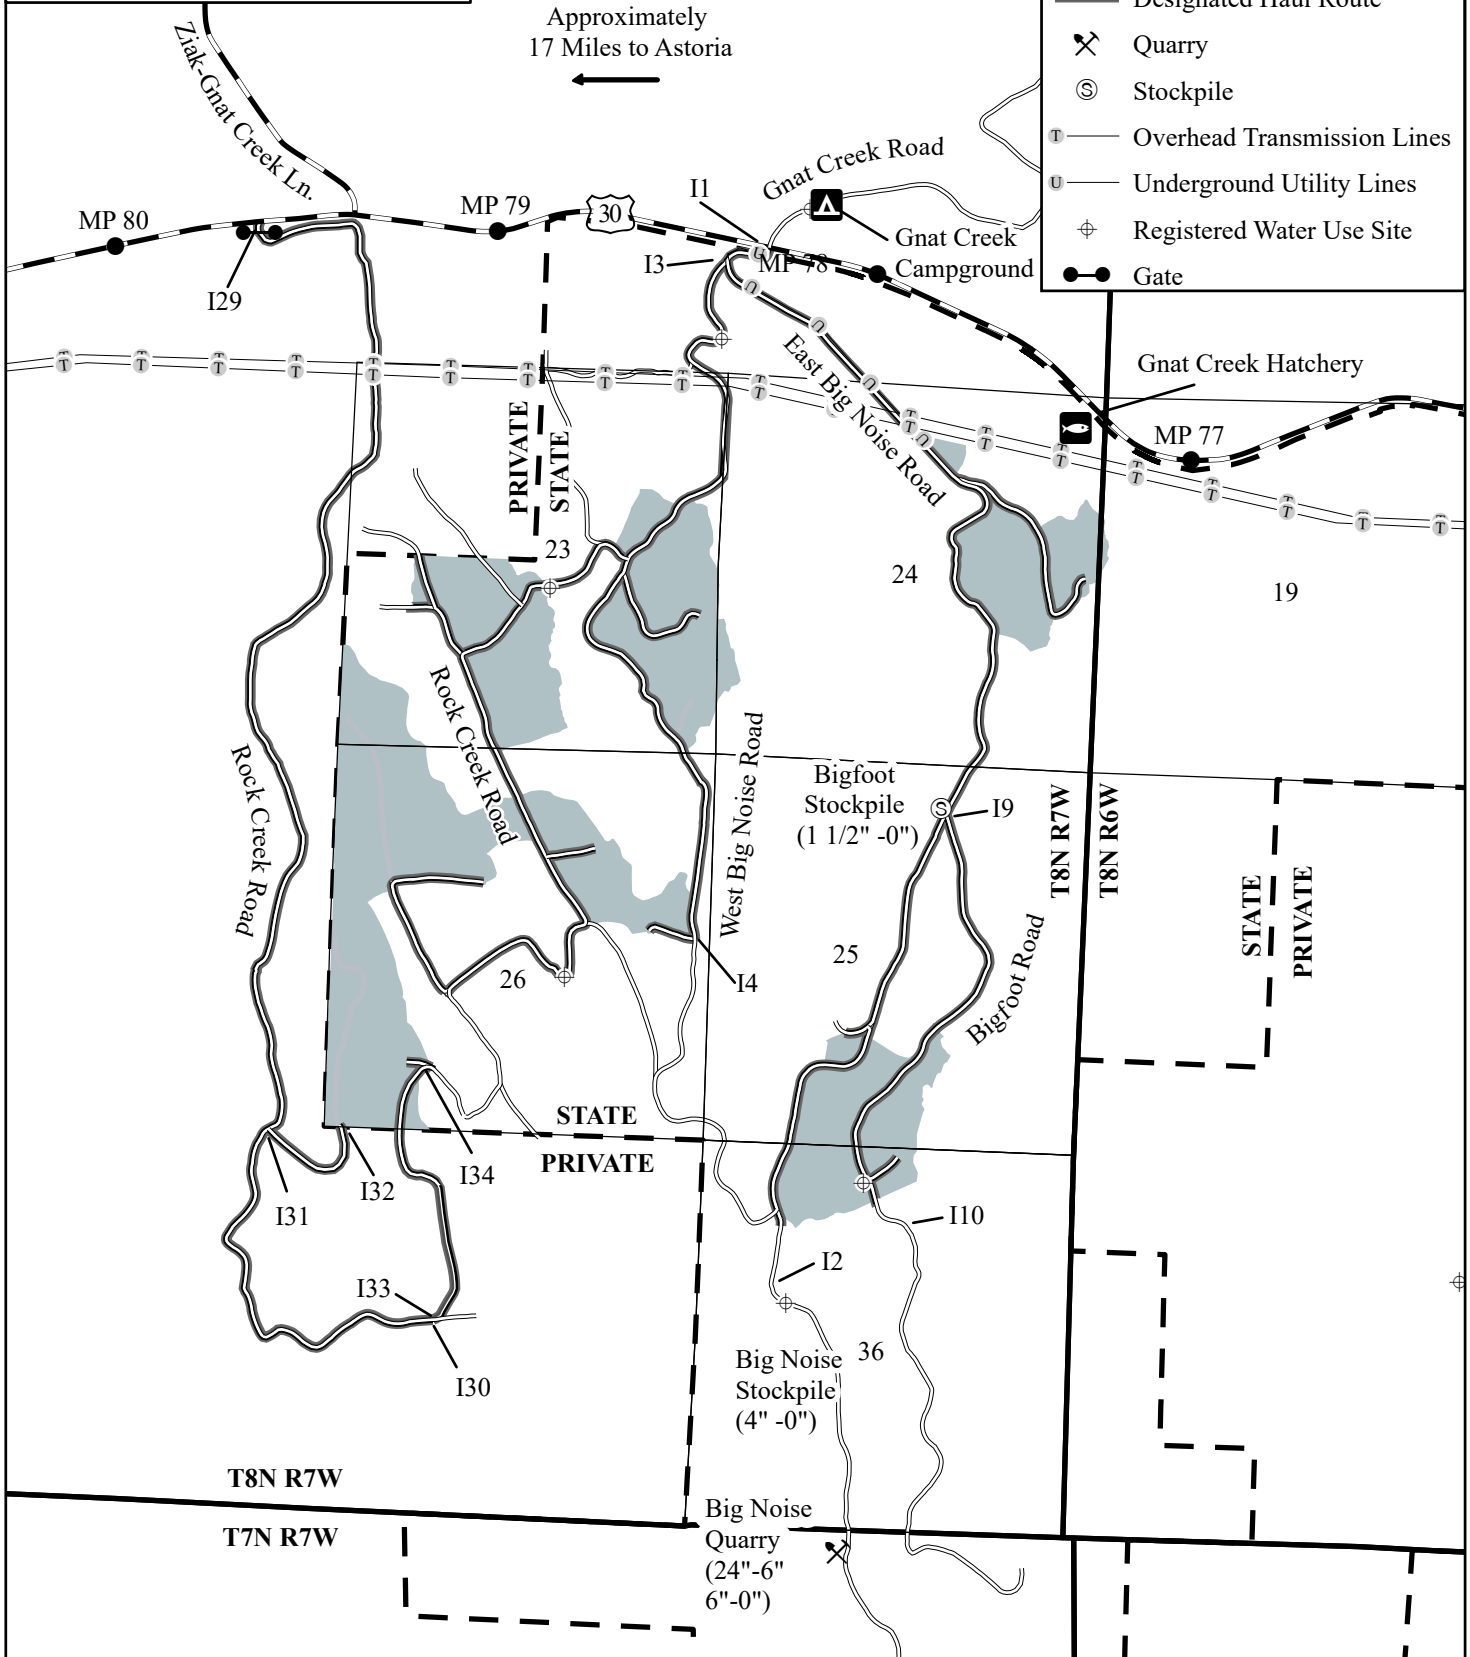 Approximately
17 Miles to Astoria
Designated Haul Route
Quarry
S Stockpile
T Overhead Transmission Lines
U Underground Utility Lines
Registered Water Use Site
Gate
Ziak-Gnat Creek Ln.
Gnat Creek Road
I1
MP 80
MP 79
30
Gnat Creek
Campground
I3
MP 78
I29
East Big Noise Road
Gnat Creek Hatchery
MP 77
PRIVATE
STATE
23
24
19
Rock Creek Road
Rock Creek Road
West Big Noise Road
Bigfoot
Stockpile
(1 1/2" -0")
S
I9
T8N R7W
T8N R6W
STATE
PRIVATE
25
26
I4
Bigfoot Road
STATE
PRIVATE
I34
I32
I31
I10
I2
I33
36
Big Noise
Stockpile
(4" -0")
I30
T8N R7W
T7N R7W
Big Noise
Quarry
(24"-6"
6"-0")